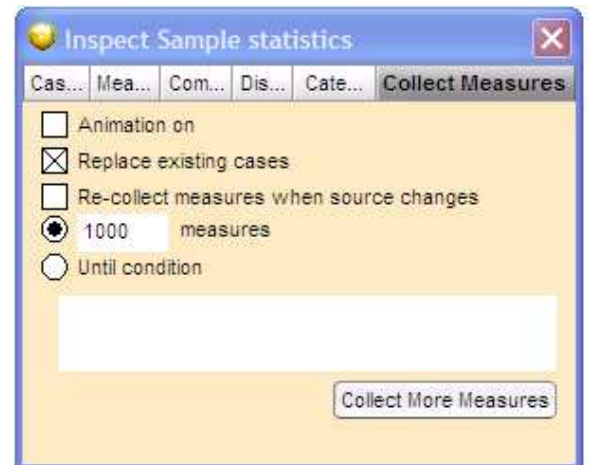 Inspect Sample statistics
Cas... Mea... Com... Dis... Cate... Collect Measures
Animation on
Replace existing cases
Re-collect measures when source changes
1000 measures
Until condition
Collect More Measures